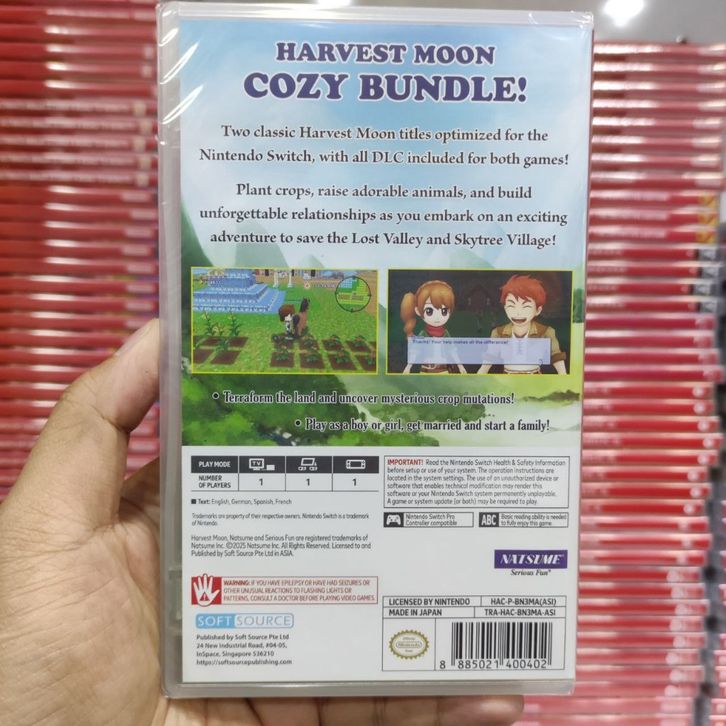 HARVEST MOON
COZY BUNDLE!
Two classic Harvest Moon titles optimized for the
Nintendo Switch, with all DLC included for both games!
Plant crops, raise adorable animals, and build
unforgettable relationships as you embark on an exciting
adventure to save the Lost Valley and Skytree Village!
Thanks! Your help makes all the difference!
• Terraform the land and uncover mysterious crop mutations!
• Play as a boy or girl, get married and start a family!
PLAY MODE
TV
NUMBER OF PLAYERS
1 1 1
■ Text: English, German, Spanish, French
Trademarks are property of their respective owners. Nintendo Switch is a trademark
of Nintendo.
Harvest Moon, Natsume and Serious Fun are registered trademarks of
Natsume Inc. ©2025 Natsume Inc. All Rights Reserved. Licensed to and
Published by Soft Source Pte Ltd in ASIA.
IMPORTANT! Read the Nintendo Switch Health & Safety Information
before setup or use of your system. The operation instructions are
located in the system settings. The use of an unauthorized device or
software that enables technical modification may render this
software or your Nintendo Switch system permanently unplayable.
A game or system update (or both) may be required to play.
Nintendo Switch Pro
Controller compatible
ABC
Basic reading ability is needed
to fully enjoy this game.
NATSUME
Serious Fun®
WARNING: IF YOU HAVE EPILEPSY OR HAVE HAD SEIZURES OR
OTHER UNUSUAL REACTIONS TO FLASHING LIGHTS OR
PATTERNS, CONSULT A DOCTOR BEFORE PLAYING VIDEO GAMES.
SOFT SOURCE
Published by Soft Source Pte Ltd
24 New Industrial Road, #04-05,
InSpace, Singapore 536210
https://softsourcepublishing.com
LICENSED BY NINTENDO
MADE IN JAPAN
HAC-P-BN3MA(ASI)
TRA-HAC-BN3MA-ASI
Nintendo
8 885021 400402